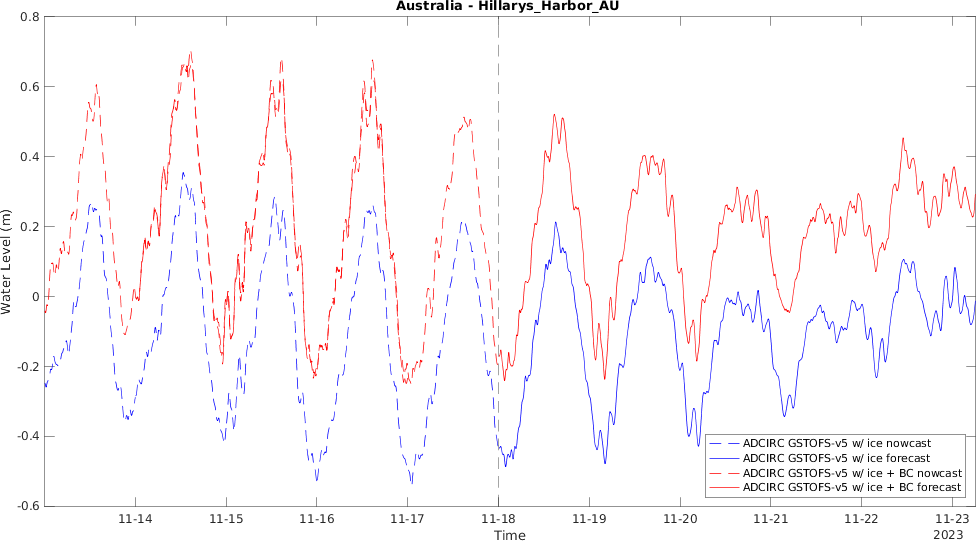 Australia - Hillarys_Harbor_AU
Water Level (m)
0.8
0.6
0.4
0.2
0
-0.2
-0.4
-0.6
ADCIRC GSTOFS-v5 w/ ice nowcast
ADCIRC GSTOFS-v5 w/ ice forecast
ADCIRC GSTOFS-v5 w/ ice + BC nowcast
ADCIRC GSTOFS-v5 w/ ice + BC forecast
11-14 11-15 11-16 11-17 11-18 11-19 11-20 11-21 11-22 11-23
Time
2023